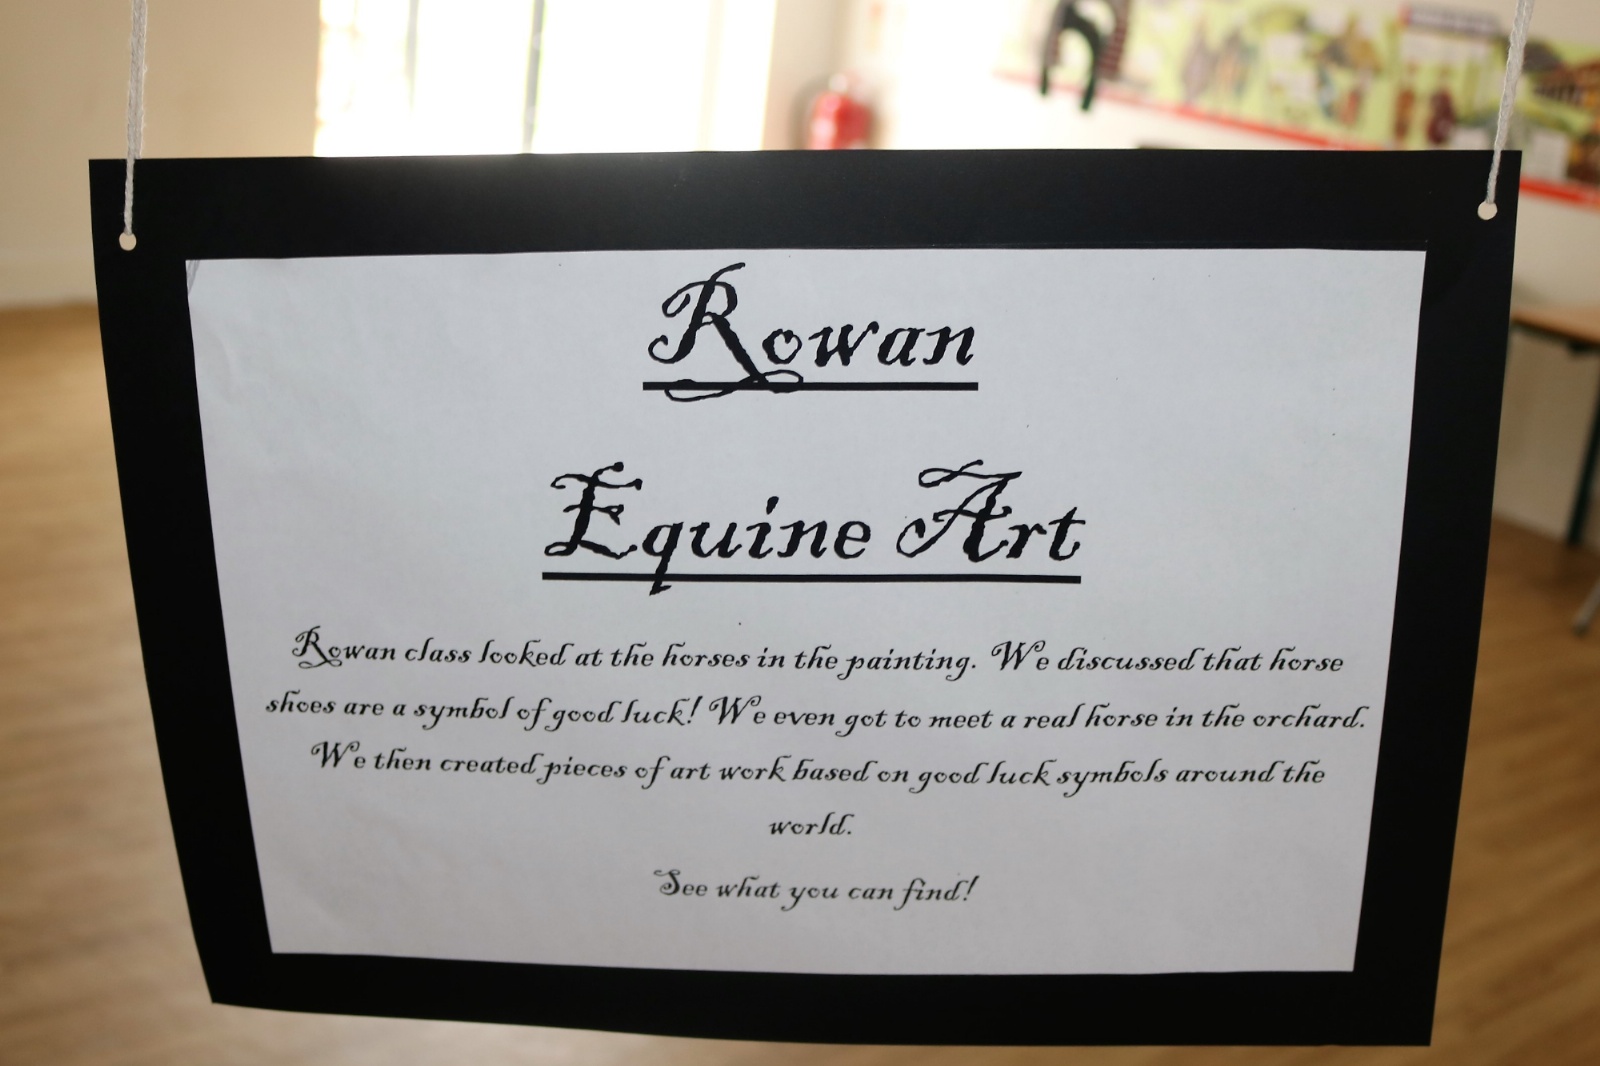 Rowan
Equine Art
Rowan class looked at the horses in the painting. We discussed that horse
shoes are a symbol of good luck! We even got to meet a real horse in the orchard.
We then created pieces of art work based on good luck symbols around the
world.
See what you can find!